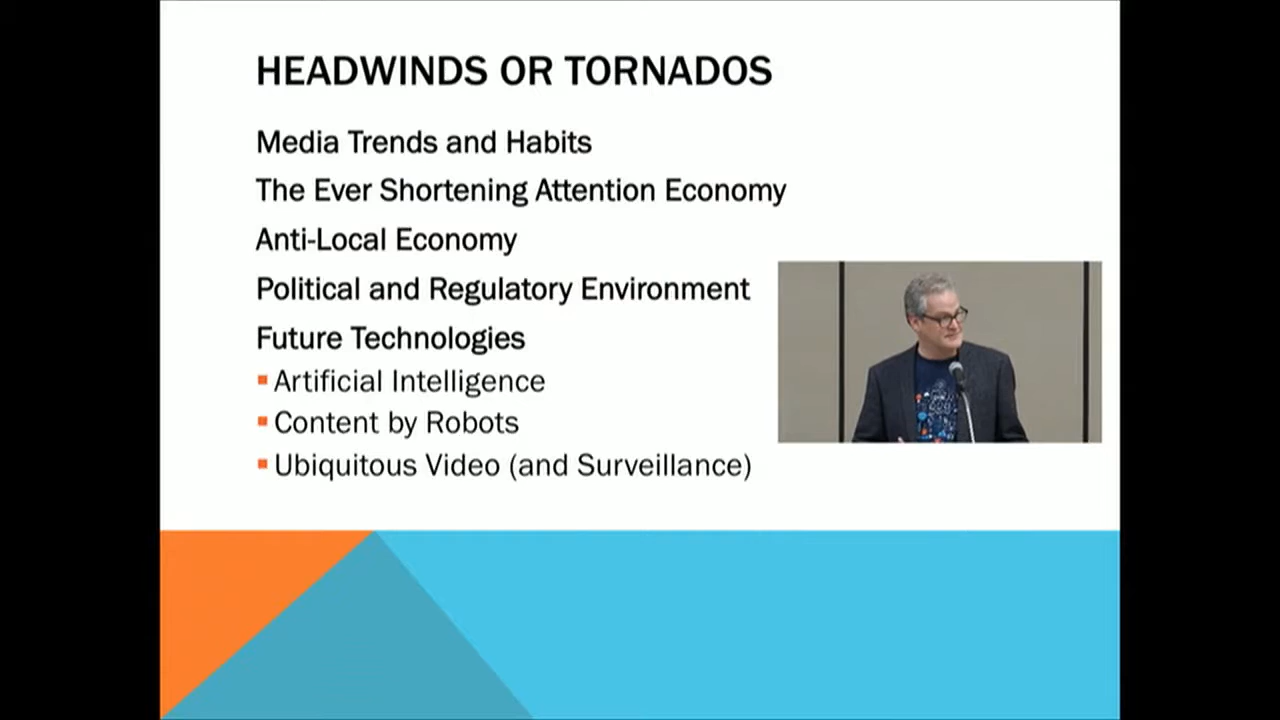 HEADWINDS OR TORNADOS
Media Trends and Habits
The Ever Shortening Attention Economy
Anti-Local Economy
Political and Regulatory Environment
Future Technologies
Artificial Intelligence
Content by Robots
Ubiquitous Video (and Surveillance)